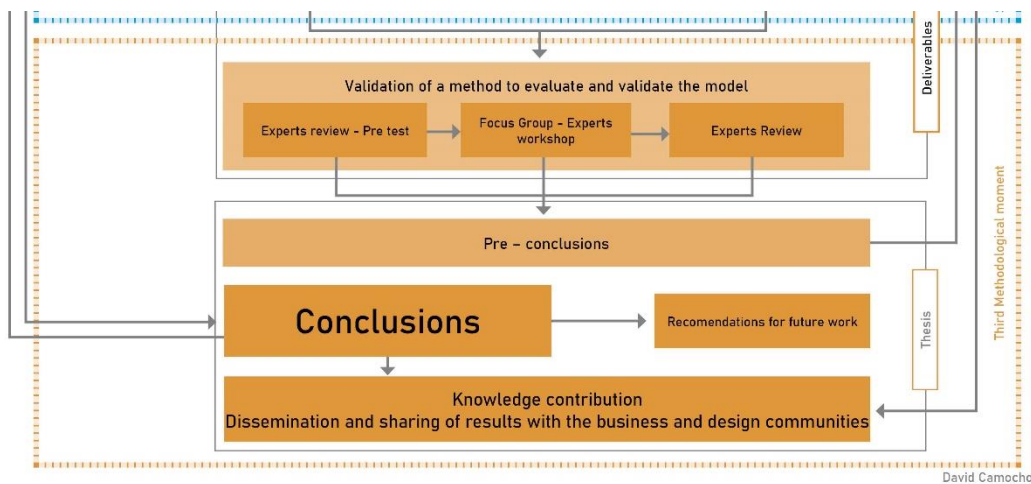 Deliverables
Validation of a method to evaluate and validate the model
Experts review - Pre test
Focus Group - Experts
workshop
Experts Review
Third Methodological moment
Pre – conclusions
Conclusions
Recomendations for future work
Thesis
Knowledge contribution
Dissemination and sharing of results with the business and design communities
David Camocho